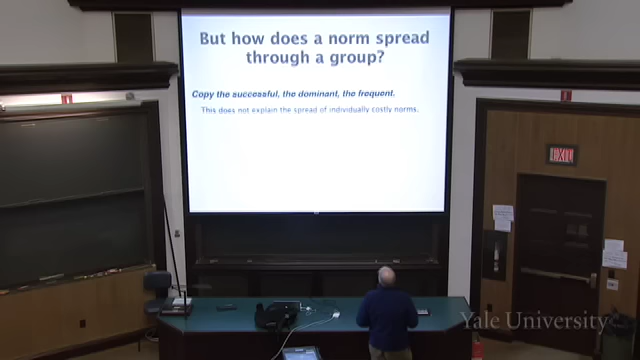 But how does a norm spread
through a group?
Copy the successful, the dominant, the frequent.
This does not explain the spread of individually costly norms.
EXIT
Yale University